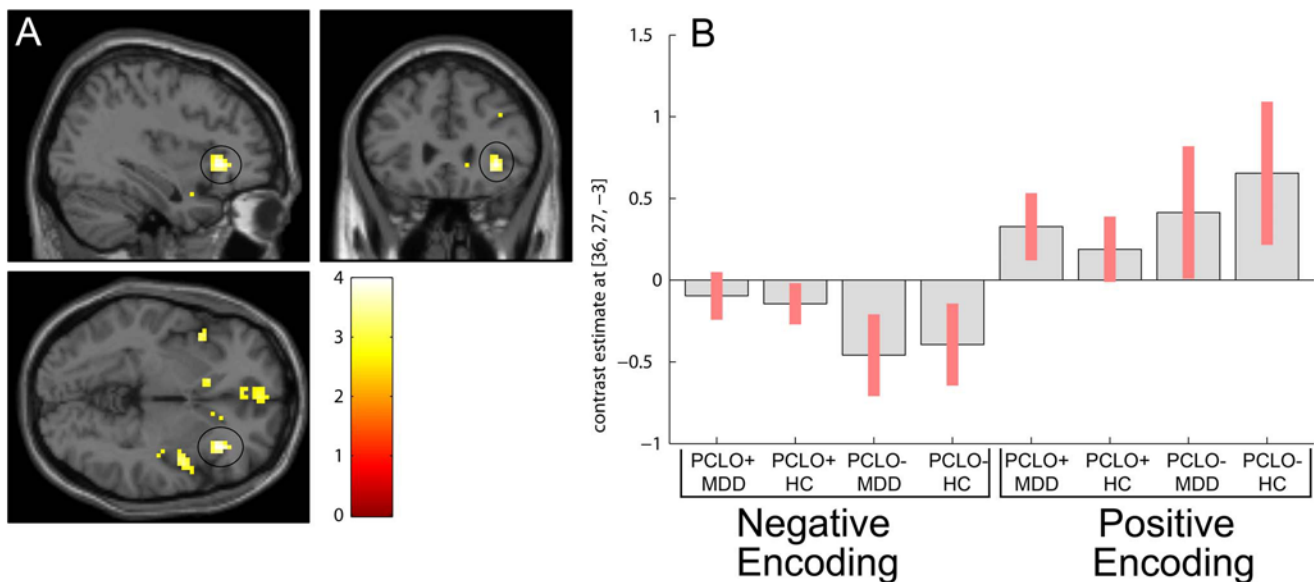 A
4
3
2
1
0
B
contrast estimate at [36, 27, −3]
1.5
1
0.5
0
−0.5
−1
PCLO+ MDD
PCLO+ HC
PCLO- MDD
PCLO- HC
PCLO+ MDD
PCLO+ HC
PCLO- MDD
PCLO- HC
Negative
Encoding
Positive
Encoding